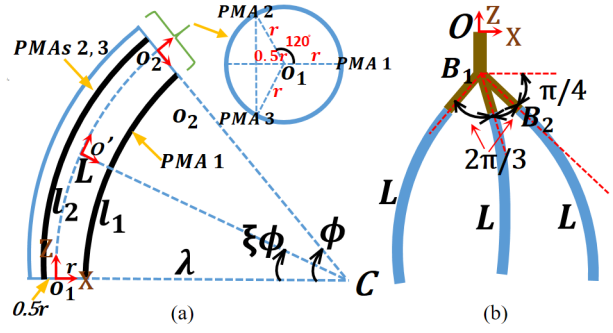 PMAs 2,3
o₂
PMA 2
r
120°
0.5r
r
o₁
PMA 1
r
PMA 3
o₂
PMA 1
o'
L
l₂
l₁
Z
r
X
o₁
0.5r
λ
ξϕ
ϕ
C
(a)
Z
O
X
B₁
π/4
B₂
2π/3
L
L
L
(b)